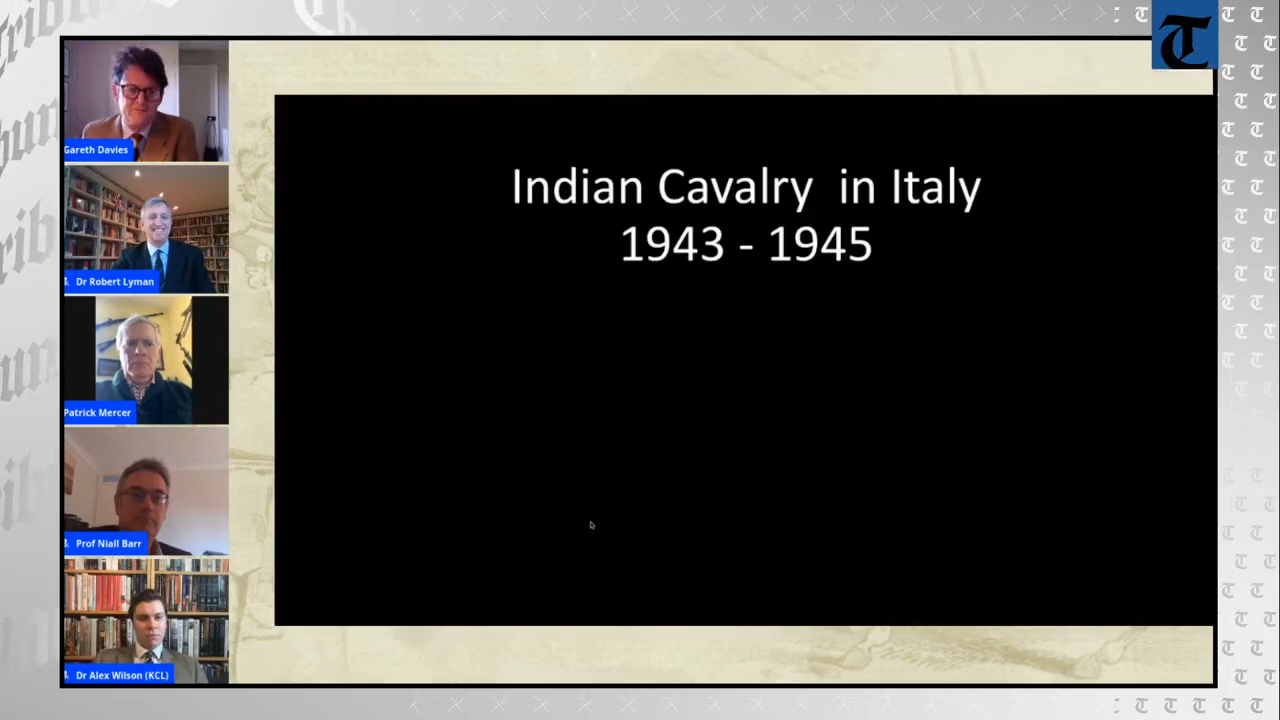 Gareth Davies
Dr Robert Lyman
Patrick Mercer
Prof Niall Barr
Dr Alex Wilson (KCL)
Indian Cavalry in Italy
1943 - 1945